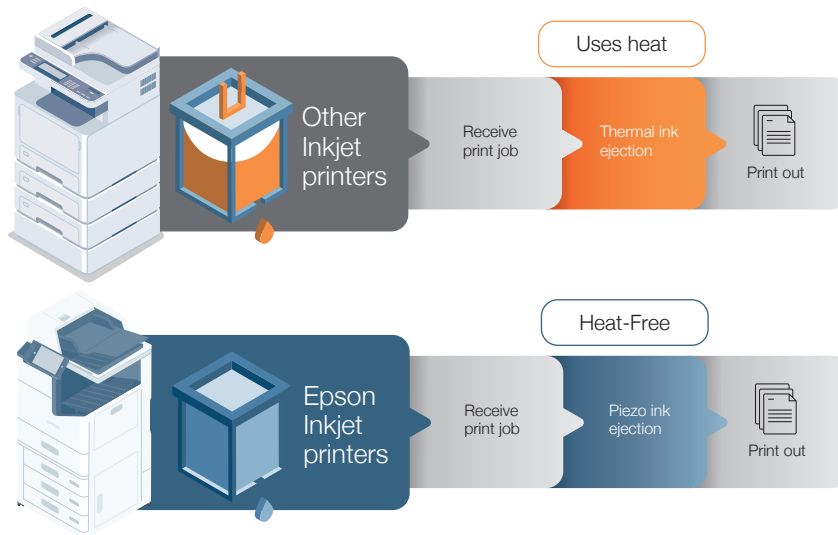 Uses heat
Other
Inkjet
printers
Receive
print job
Thermal ink
ejection
Print out
Heat-Free
Epson
Inkjet
printers
Receive
print job
Piezo ink
ejection
Print out